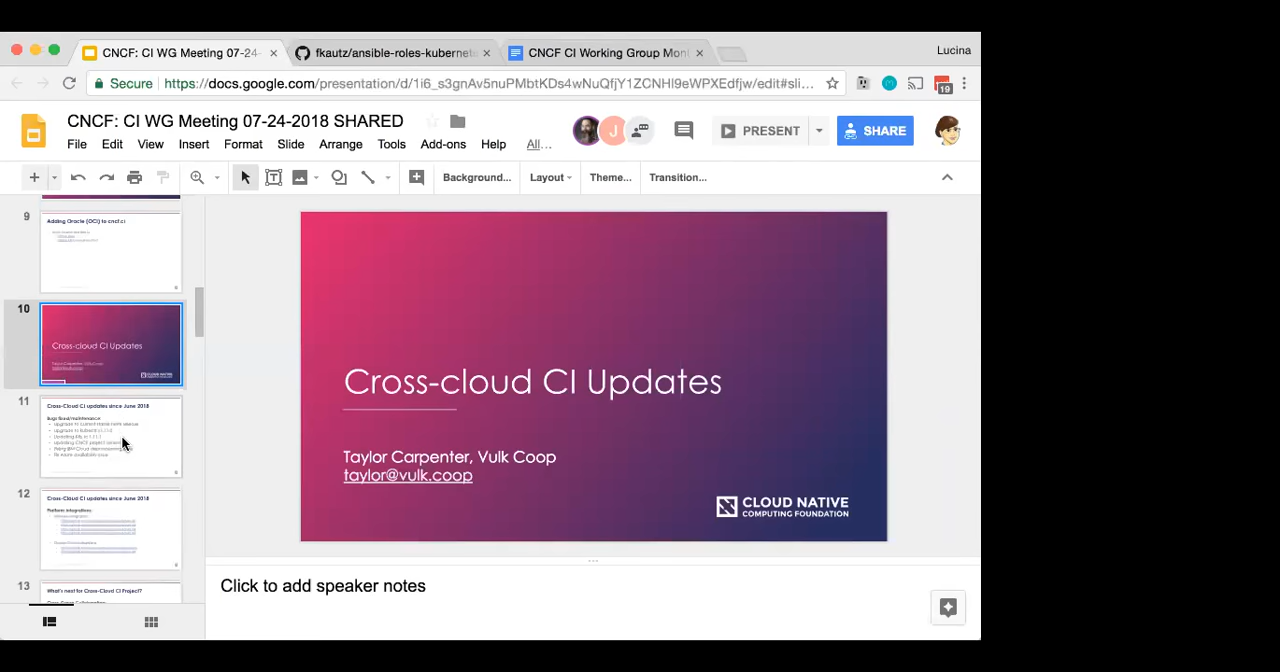 CNCF: CI WG Meeting 07-24-
fkautz/ansible-roles-kubernet
CNCF CI Working Group Mon
Lucina
Secure
https://docs.google.com/presentation/d/1i6_s3gnAv5nuPMbtKDs4wNuQfjY1ZCNHl9eWPXEdfjw/edit#sli...
19
CNCF: CI WG Meeting 07-24-2018 SHARED
File Edit View Insert Format Slide Arrange Tools Add-ons Help All...
J
PRESENT
SHARE
Background... Layout Theme... Transition...
9
Adding Oracle (OCI) to cncf.ci
10
Cross-cloud CI Updates
11
Cross-Cloud CI updates since June 2018
12
Cross-Cloud CI updates since June 2018
Platform integrations:
13
What's next for Cross-Cloud CI Project?
Cross-cloud CI Updates
Taylor Carpenter, Vulk Coop
taylor@vulk.coop
CLOUD NATIVE
COMPUTING FOUNDATION
Click to add speaker notes